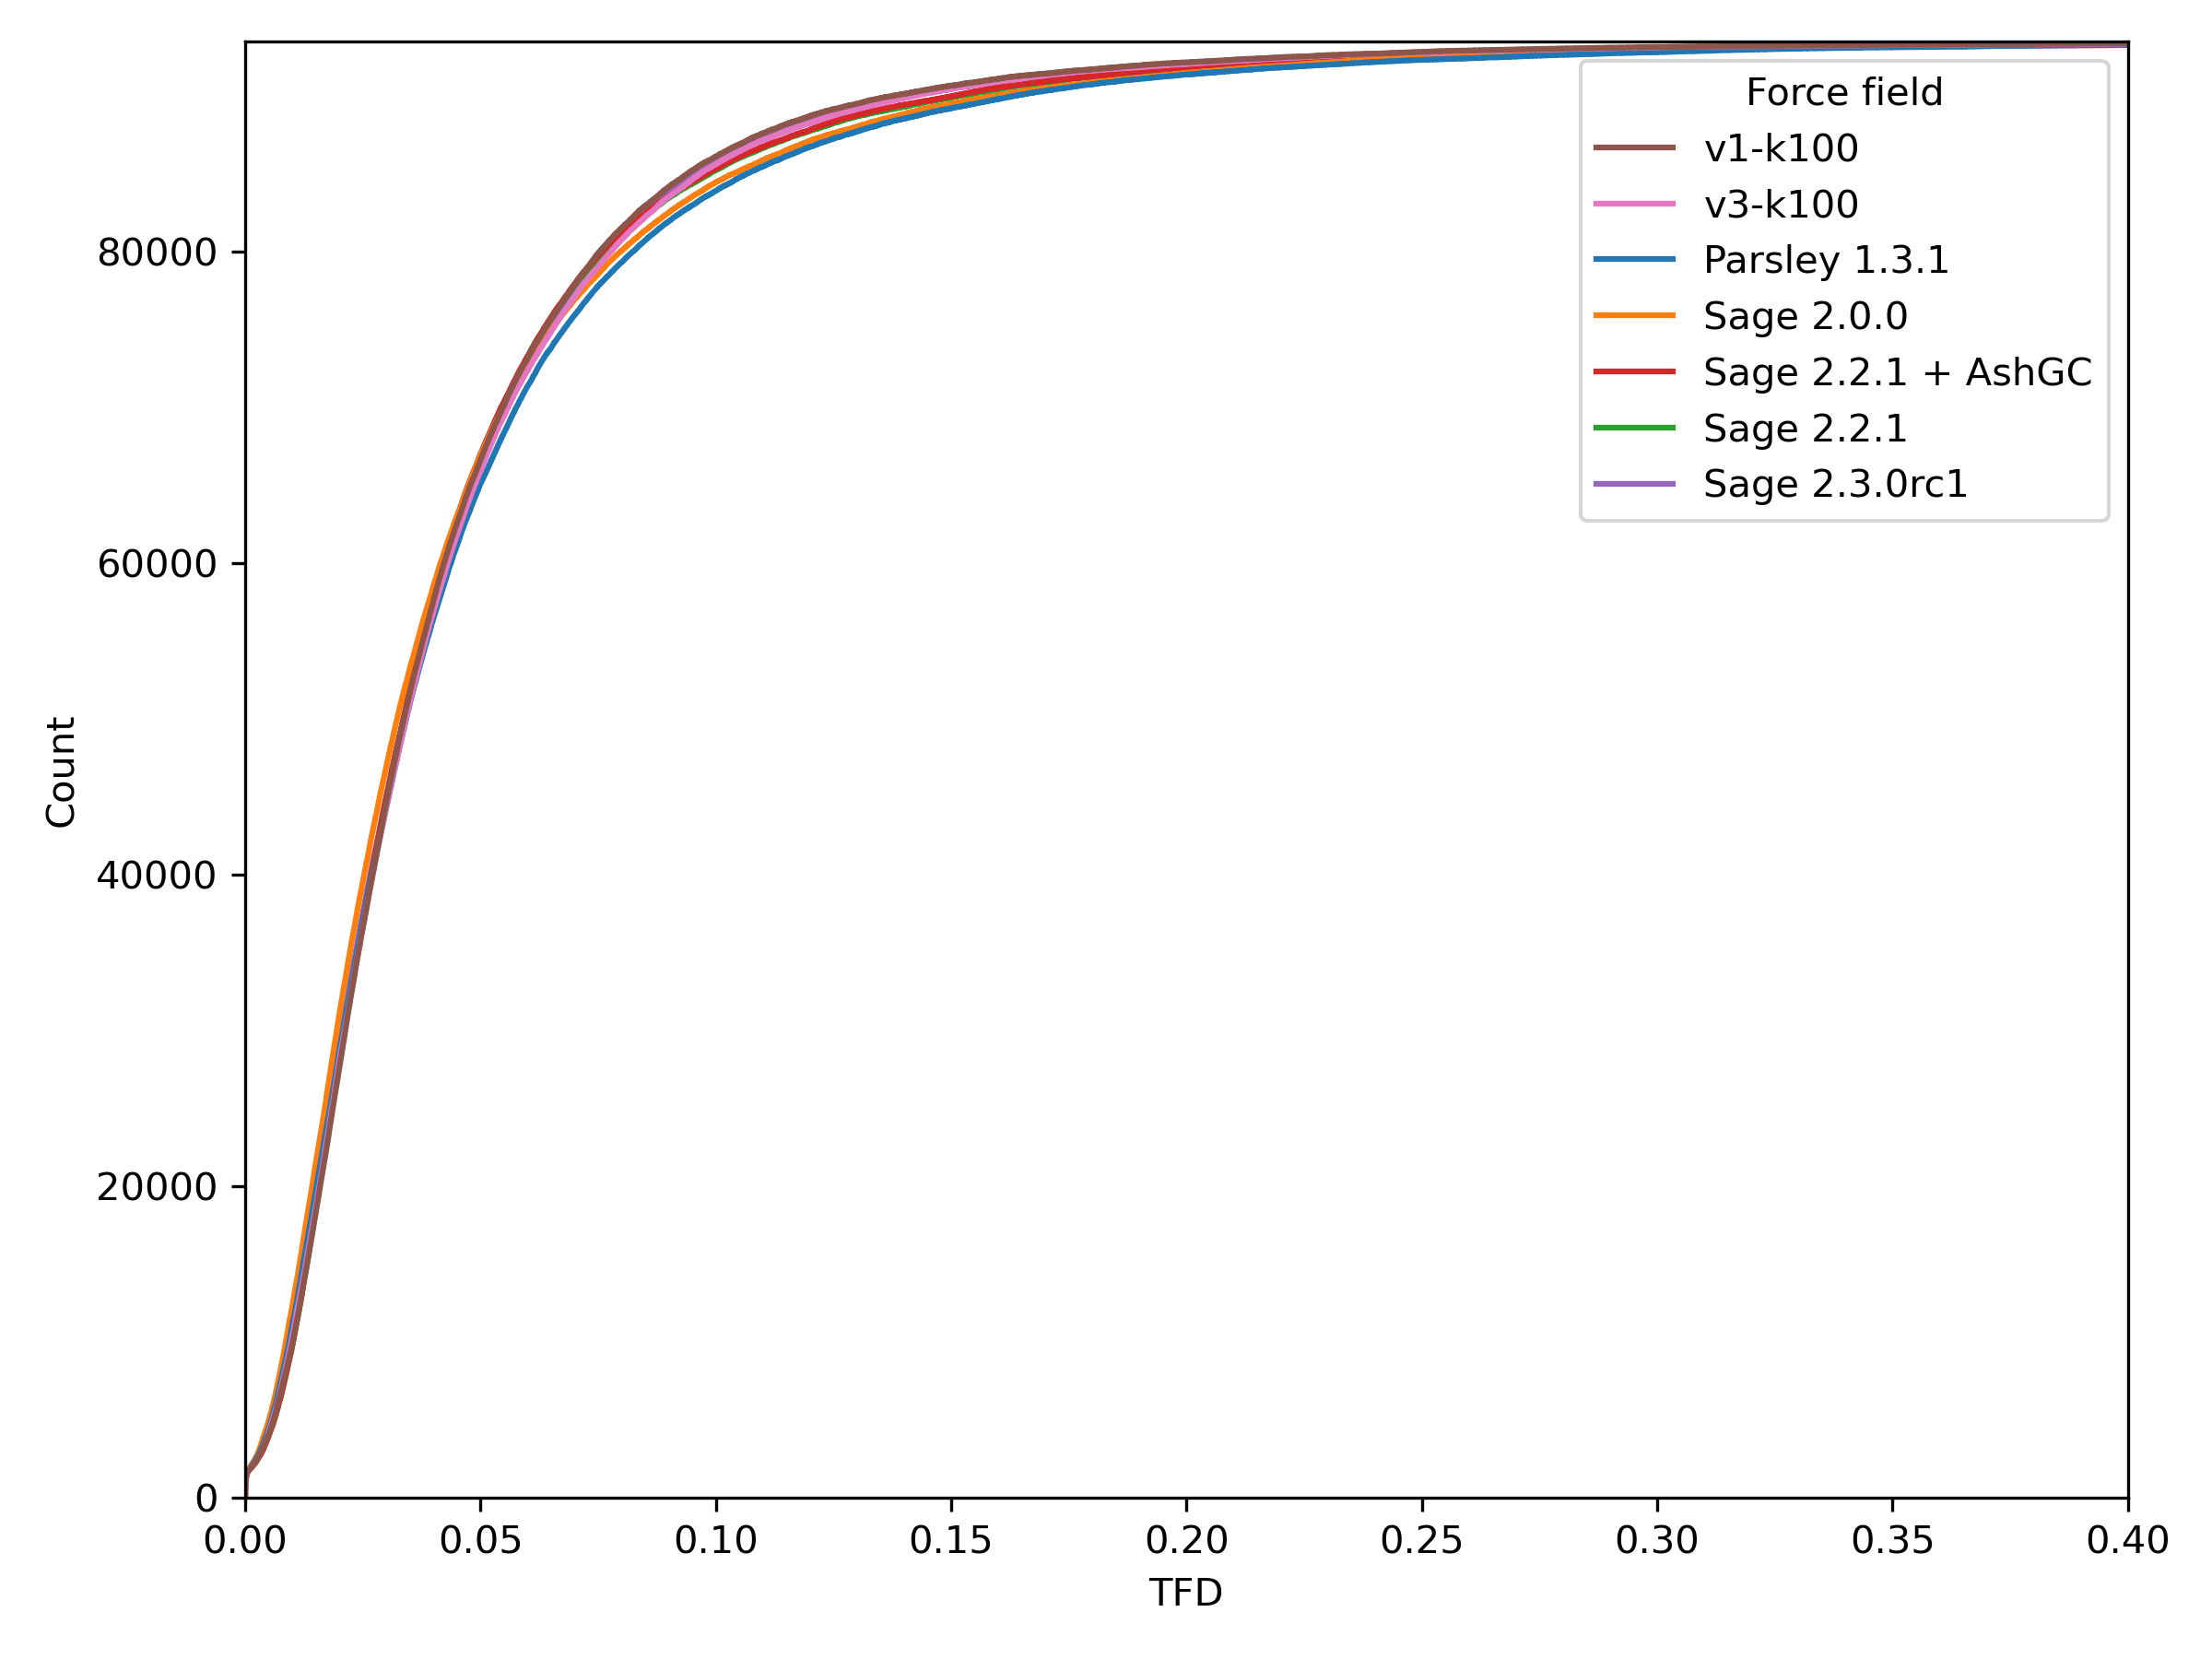 Force field
v1-k100
v3-k100
Parsley 1.3.1
Sage 2.0.0
Sage 2.2.1 + AshGC
Sage 2.2.1
Sage 2.3.0rc1
80000
60000
40000
20000
0
Count
0.00 0.05 0.10 0.15 0.20 0.25 0.30 0.35 0.40
TFD